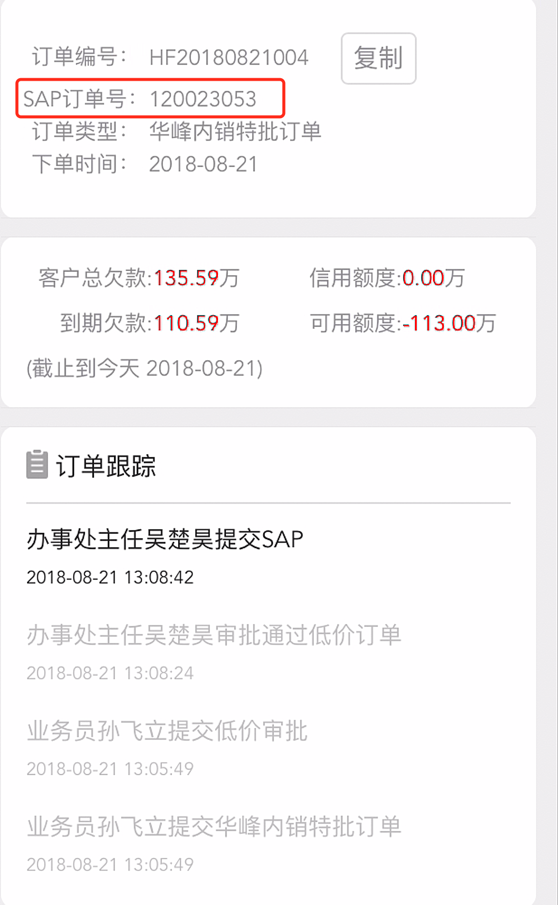 订单编号： HF20180821004 复制
SAP订单号：120023053
订单类型： 华峰内销特批订单
下单时间： 2018-08-21
客户总欠款:135.59万 信用额度:0.00万
到期欠款:110.59万 可用额度:-113.00万
(截止到今天 2018-08-21)
订单跟踪
办事处主任吴楚昊提交SAP
2018-08-21 13:08:42
办事处主任吴楚昊审批通过低价订单
2018-08-21 13:08:24
业务员孙飞立提交低价审批
2018-08-21 13:05:49
业务员孙飞立提交华峰内销特批订单
2018-08-21 13:05:49